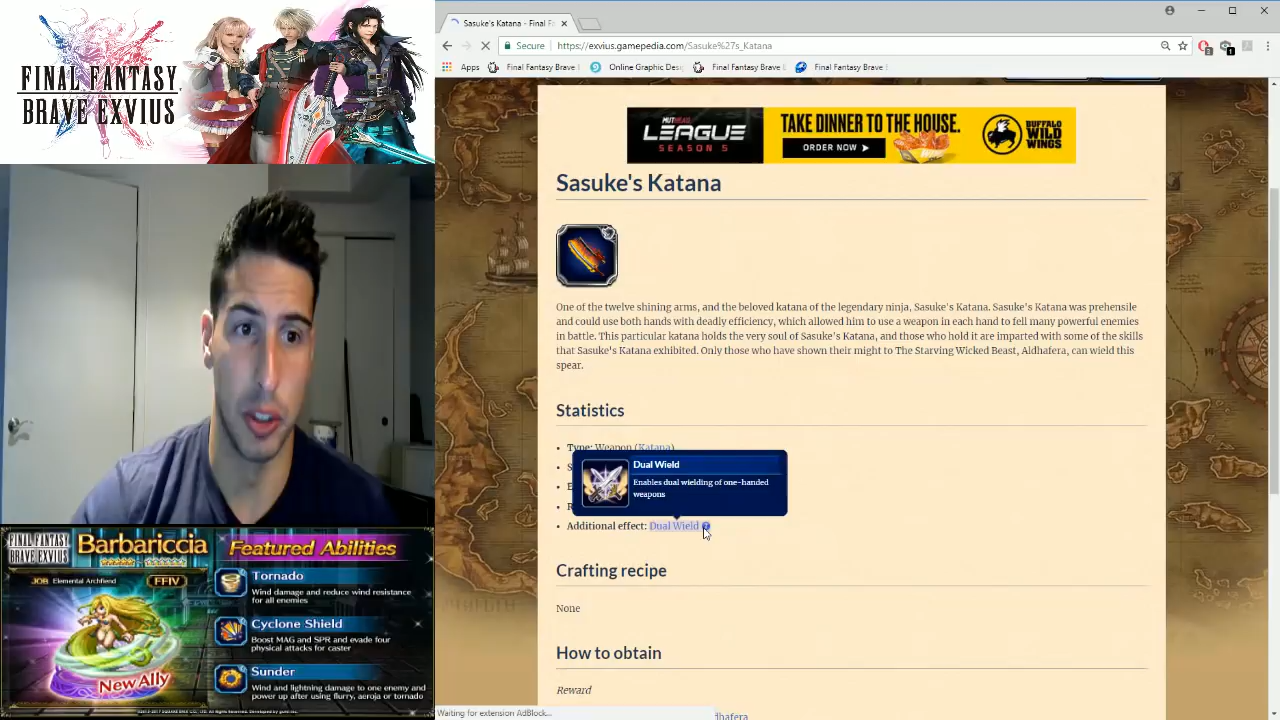 FINAL FANTASY
BRAVE EXVIUS
Sasuke's Katana - Final F
Secure
https://exvius.gamepedia.com/Sasuke%27s_Katana
Apps
Final Fantasy Brave
Online Graphic Desi
Final Fantasy Brave
Final Fantasy Brave
LEAGUE
SEASON 5
TAKE DINNER TO THE HOUSE.
ORDER NOW
BUFFALO
WILD
WINGS
Sasuke's Katana
One of the twelve shining arms, and the beloved katana of the legendary ninja, Sasuke's Katana. Sasuke's Katana was prehensile
and could use both hands with deadly efficiency, which allowed him to use a weapon in each hand to fell many powerful enemies
in battle. This particular katana holds the very soul of Sasuke's Katana, and those who hold it are imparted with some of the skills
that Sasuke's Katana exhibited. Only those who have shown their might to The Starving Wicked Beast, Aidhafera, can wield this
spear.
Statistics
Type: Weapon (Katana)
Dual Wield
Enables dual wielding of one-handed
weapons
Additional effect: Dual Wield
Crafting recipe
None
How to obtain
Reward
dhafera
Waiting for extension AdBlock...
FINAL FANTASY
BRAVE EXVIUS
Barbariccia
JOB Elemental Archfiend
FFIV
New Ally
Featured Abilities
Tornado
Wind damage and reduce wind resistance
for all enemies
Cyclone Shield
Boost MAG and SPR and evade four
physical attacks for caster
Sunder
Wind and lightning damage to one enemy and
power up after using flurry, aeroja or tornado